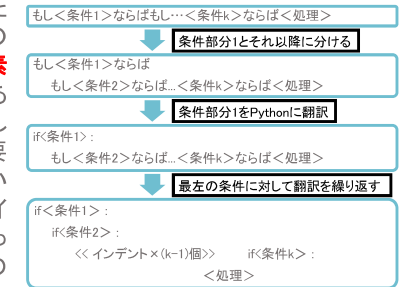 もし<条件1>ならばもし…<条件k>ならば<処理>
条件部分1とそれ以降に分ける
もし<条件1>ならば
もし<条件2>ならば…<条件k>ならば<処理>
条件部分1をPythonに翻訳
if<条件1>:
もし<条件2>ならば…<条件k>ならば<処理>
最左の条件に対して翻訳を繰り返す
if<条件1>:
if<条件2>:
<< インデント×(k-1)個>> if<条件k>:
<処理>